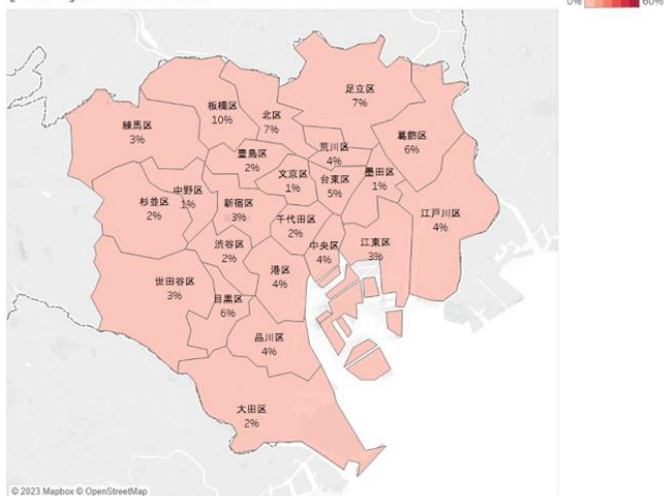 0%
60%
足立区
7%
板橋区
10%
北区
7%
練馬区
3%
葛飾区
6%
荒川区
4%
豊島区
2%
文京区
1%
台東区
5%
墨田区
1%
中野区
1%
杉並区
2%
新宿区
3%
江戸川区
4%
千代田区
2%
渋谷区
2%
中央区
4%
江東区
3%
港区
4%
世田谷区
3%
目黒区
6%
品川区
4%
大田区
2%
© 2023 Mapbox © OpenStreetMap